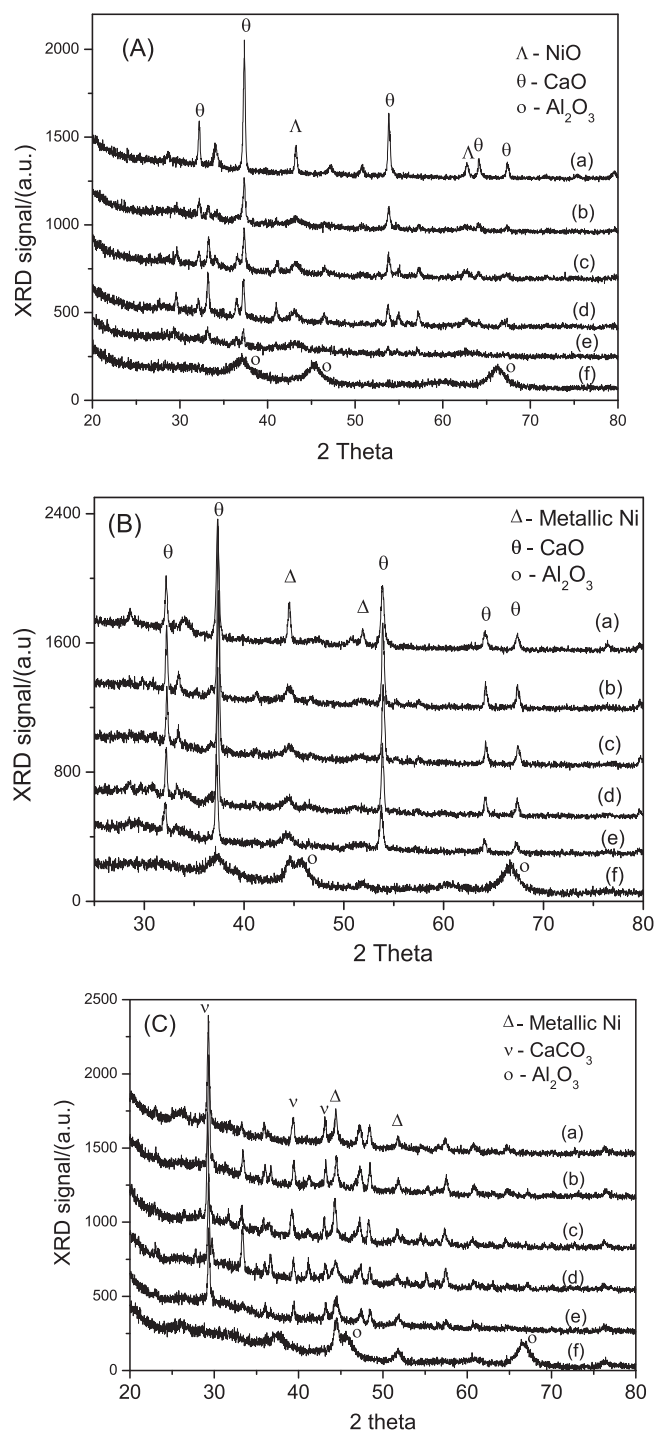 (A)
Λ - NiO
θ - CaO
o - Al₂O₃
θ θ Λ θ Λ θ θ
2000
1500
1000
500
0
XRD signal/(a.u.)
(a)
(b)
(c)
(d)
(e)
(f)
o o o
20 30 40 50 60 70 80
2 Theta
(B)
Δ - Metallic Ni
θ - CaO
o - Al₂O₃
θ θ Δ Δ θ θ θ
2400
1600
800
0
XRD signal/(a.u)
(a)
(b)
(c)
(d)
(e)
(f)
o o
30 40 50 60 70 80
2 Theta
(C)
Δ- Metallic Ni
ν - CaCO₃
o - Al₂O₃
ν ν ν Δ Δ
2500
2000
1500
1000
500
0
XRD signal/(a.u.)
(a)
(b)
(c)
(d)
(e)
(f)
o o
20 30 40 50 60 70 80
2 theta